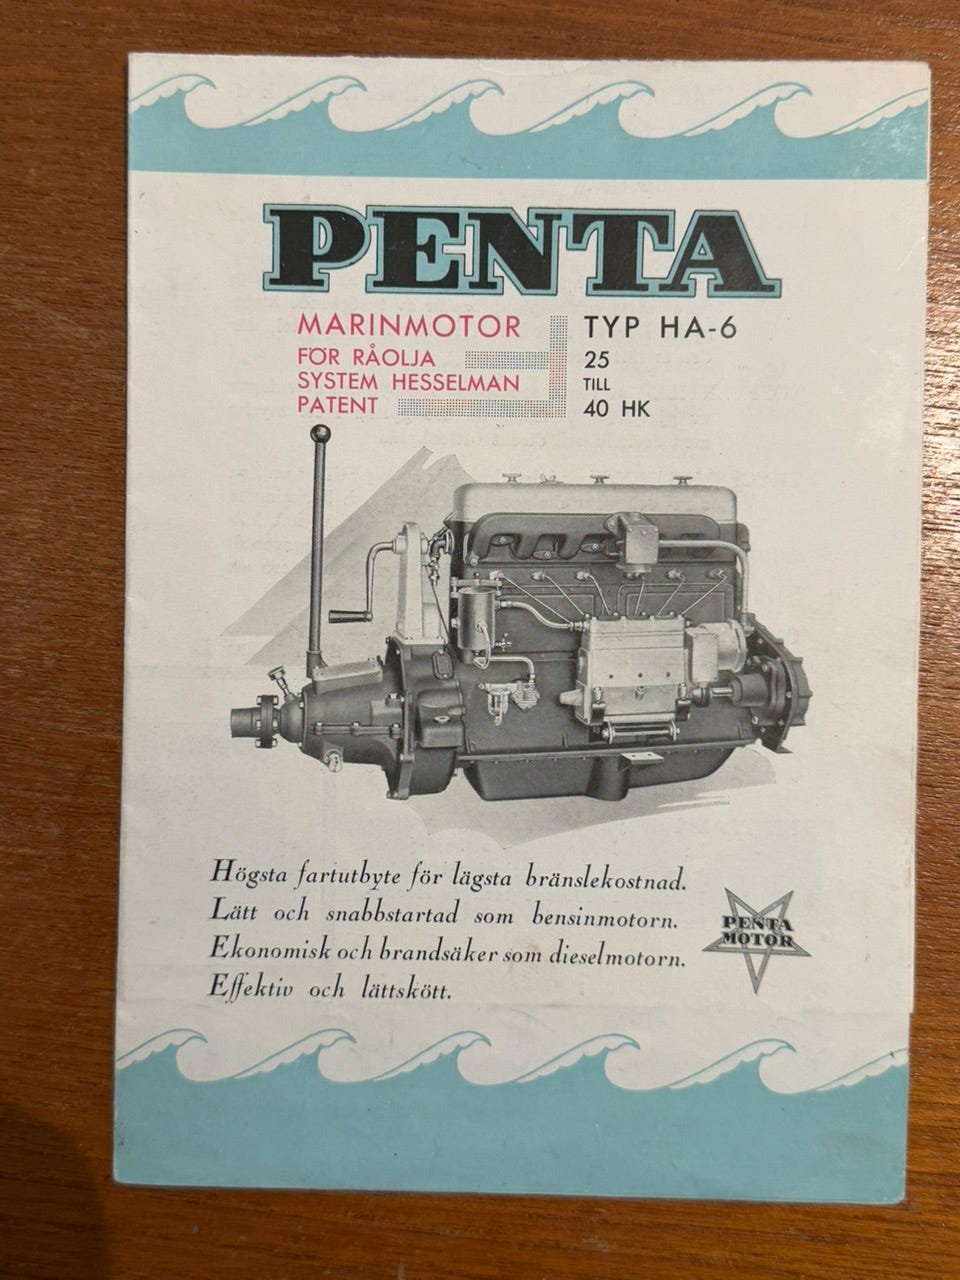 PENTA
MARINMOTOR
FÖR RÅOLJA
SYSTEM HESSELMAN
PATENT
TYP HA-6
25
TILL
40 HK
Högsta fartutbyte för lägsta bränslekostnad.
Lätt och snabbstartad som bensinmotorn.
Ekonomisk och brandsäker som dieselmotorn.
Effektiv och lättskött.
PENTA
MOTOR